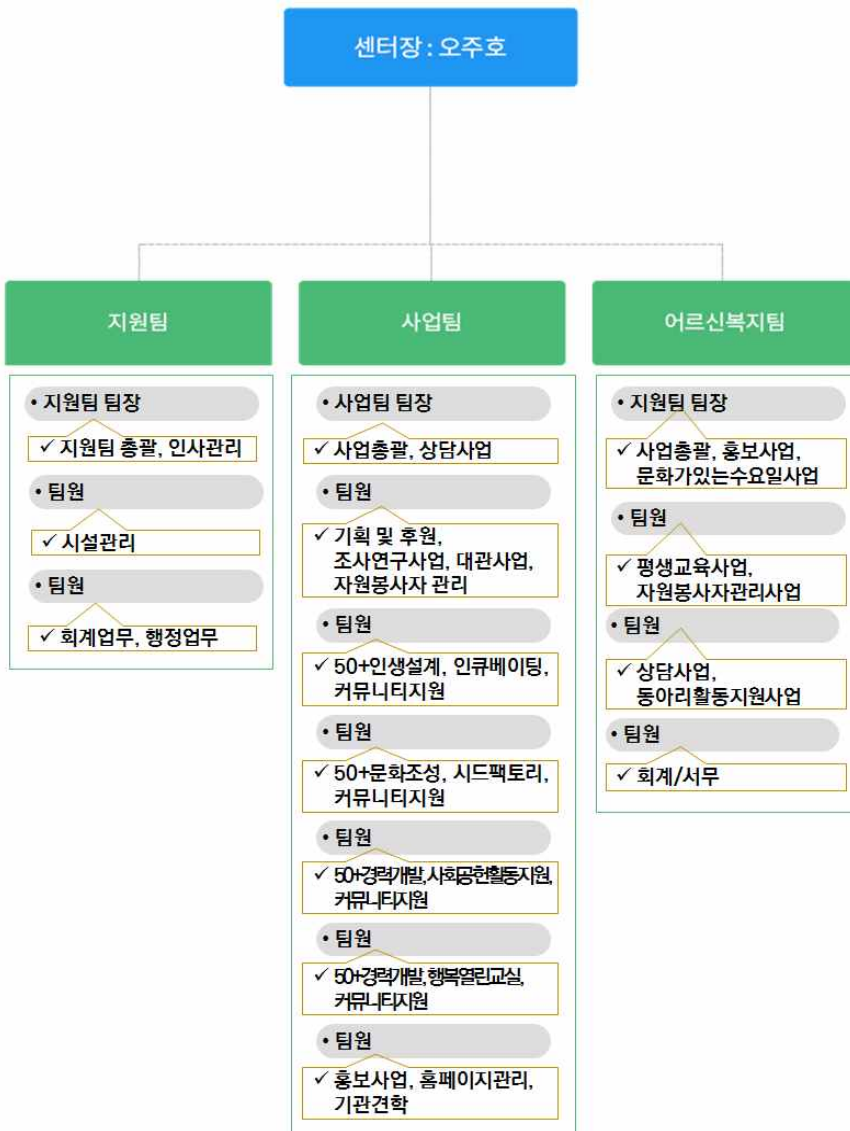 센터장 : 오주호
지원팀
• 지원팀 팀장
✓ 지원팀 총괄, 인사관리
• 팀원
✓ 시설관리
• 팀원
✓ 회계업무, 행정업무
사업팀
• 사업팀 팀장
✓ 사업총괄, 상담사업
• 팀원
✓ 기획 및 후원,
조사연구사업, 대관사업,
자원봉사자 관리
• 팀원
✓ 50+인생설계, 인큐베이팅,
커뮤니티지원
• 팀원
✓ 50+문화조성, 시드팩토리,
커뮤니티지원
• 팀원
✓ 50+경력개발,사회공헌활동지원,
커뮤니티지원
• 팀원
✓ 50+경력개발,행복열린교실,
커뮤니티지원
• 팀원
✓ 홍보사업, 홈페이지관리,
기관견학
어르신복지팀
• 지원팀 팀장
✓ 사업총괄, 홍보사업,
문화가있는수요일사업
• 팀원
✓ 평생교육사업,
자원봉사자관리사업
• 팀원
✓ 상담사업,
동아리활동지원사업
• 팀원
✓ 회계/서무